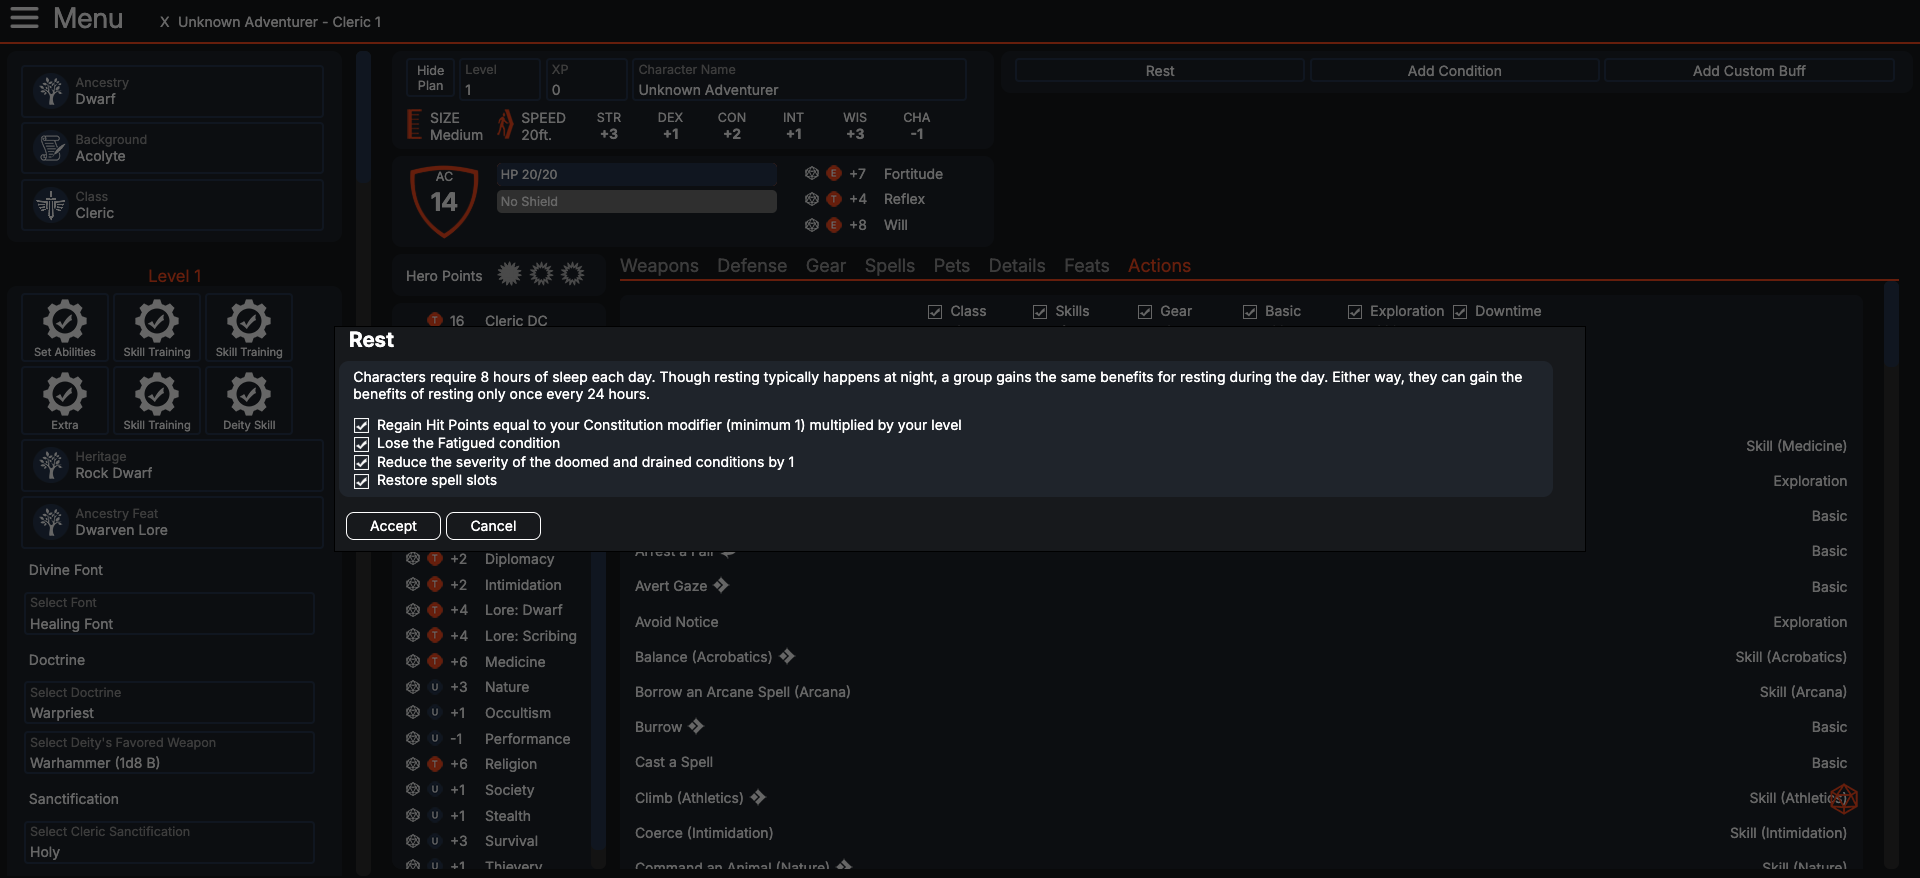 Menu
X Unknown Adventurer - Cleric 1
Ancestry
Dwarf
Background
Acolyte
Class
Cleric
Level 1
Set Abilities
Skill Training
Skill Training
Extra
Skill Training
Deity Skill
Heritage
Rock Dwarf
Ancestry Feat
Dwarven Lore
Divine Font
Select Font
Healing Font
Doctrine
Select Doctrine
Warpriest
Select Deity's Favored Weapon
Warhammer (1d8 B)
Sanctification
Select Cleric Sanctification
Holy
Hide
Plan
Level
1
XP
0
Character Name
Unknown Adventurer
SIZE
Medium
SPEED
20ft.
STR
+3
DEX
+1
CON
+2
INT
+1
WIS
+3
CHA
-1
AC
14
HP 20/20
No Shield
E +7 Fortitude
T +4 Reflex
E +8 Will
Rest
Add Condition
Add Custom Buff
Hero Points
T 16 Cleric DC
Weapons Defense Gear Spells Pets Details Feats Actions
Class Skills Gear Basic Exploration Downtime
Rest
Characters require 8 hours of sleep each day. Though resting typically happens at night, a group gains the same benefits for resting during the day. Either way, they can gain the
benefits of resting only once every 24 hours.
Regain Hit Points equal to your Constitution modifier (minimum 1) multiplied by your level
Lose the Fatigued condition
Reduce the severity of the doomed and drained conditions by 1
Restore spell slots
Accept
Cancel
T +2 Diplomacy
T +2 Intimidation
T +4 Lore: Dwarf
T +4 Lore: Scribing
T +6 Medicine
U +3 Nature
U +1 Occultism
U -1 Performance
T +6 Religion
U +1 Society
U +1 Stealth
U +3 Survival
U +1 Thievery
Skill (Medicine)
Exploration
Basic
Arrest a Fall Basic
Avert Gaze Basic
Avoid Notice Exploration
Balance (Acrobatics) Skill (Acrobatics)
Borrow an Arcane Spell (Arcana) Skill (Arcana)
Burrow Basic
Cast a Spell Basic
Climb (Athletics) Skill (Athletics)
Coerce (Intimidation) Skill (Intimidation)
Command an Animal (Nature) Skill (Nature)